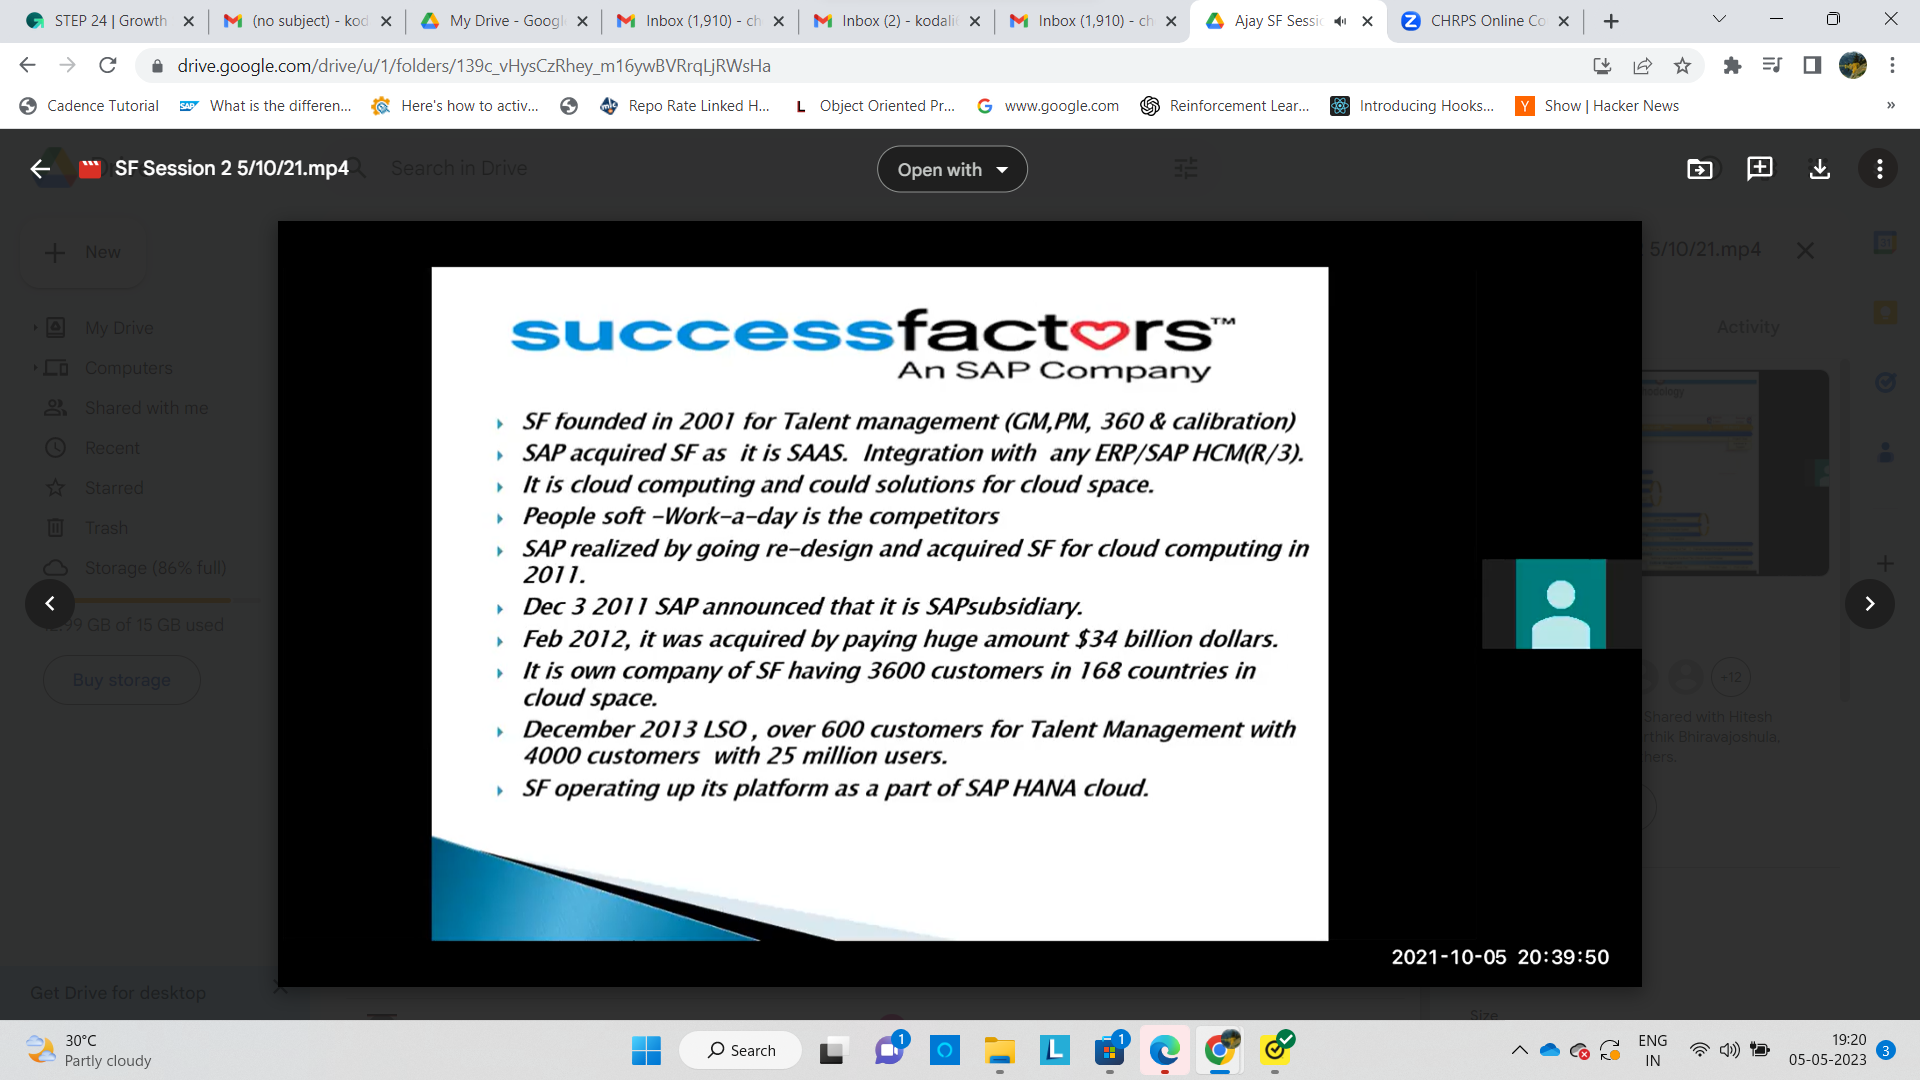 STEP 24 | Growth
(no subject) - kod
My Drive - Googl
Inbox (1,910) - ch
Inbox (2) - kodali
Inbox (1,910) - ch
Ajay SF Sessi
CHRPS Online Co
drive.google.com/drive/u/1/folders/139c_vHysCzRhey_m16ywBVRrqLjRWsHa
Cadence Tutorial
What is the differen...
Here's how to activ...
Repo Rate Linked H...
Object Oriented Pr...
www.google.com
Reinforcement Lear...
Introducing Hooks...
Show | Hacker News
»
SF Session 2 5/10/21.mp4
Search in Drive
Open with
New
5/10/21.mp4
My Drive
Computers
Shared with me
Recent
Starred
Trash
Storage (86% full)
GB of 15 GB used
Buy storage
Get Drive for desktop
Activity
+12
Shared with Hitesh
rthik Bhiravajoshula,
hers.
Size
successfactors™
An SAP Company
SF founded in 2001 for Talent management (GM,PM, 360 & calibration)
SAP acquired SF as it is SAAS. Integration with any ERP/SAP HCM(R/3).
It is cloud computing and could solutions for cloud space.
People soft –Work-a-day is the competitors
SAP realized by going re-design and acquired SF for cloud computing in
2011.
Dec 3 2011 SAP announced that it is SAPsubsidiary.
Feb 2012, it was acquired by paying huge amount $34 billion dollars.
It is own company of SF having 3600 customers in 168 countries in
cloud space.
December 2013 LSO , over 600 customers for Talent Management with
4000 customers with 25 million users.
SF operating up its platform as a part of SAP HANA cloud.
2021-10-05 20:39:50
30°C
Partly cloudy
Search
1
1
ENG
IN
19:20
05-05-2023
3